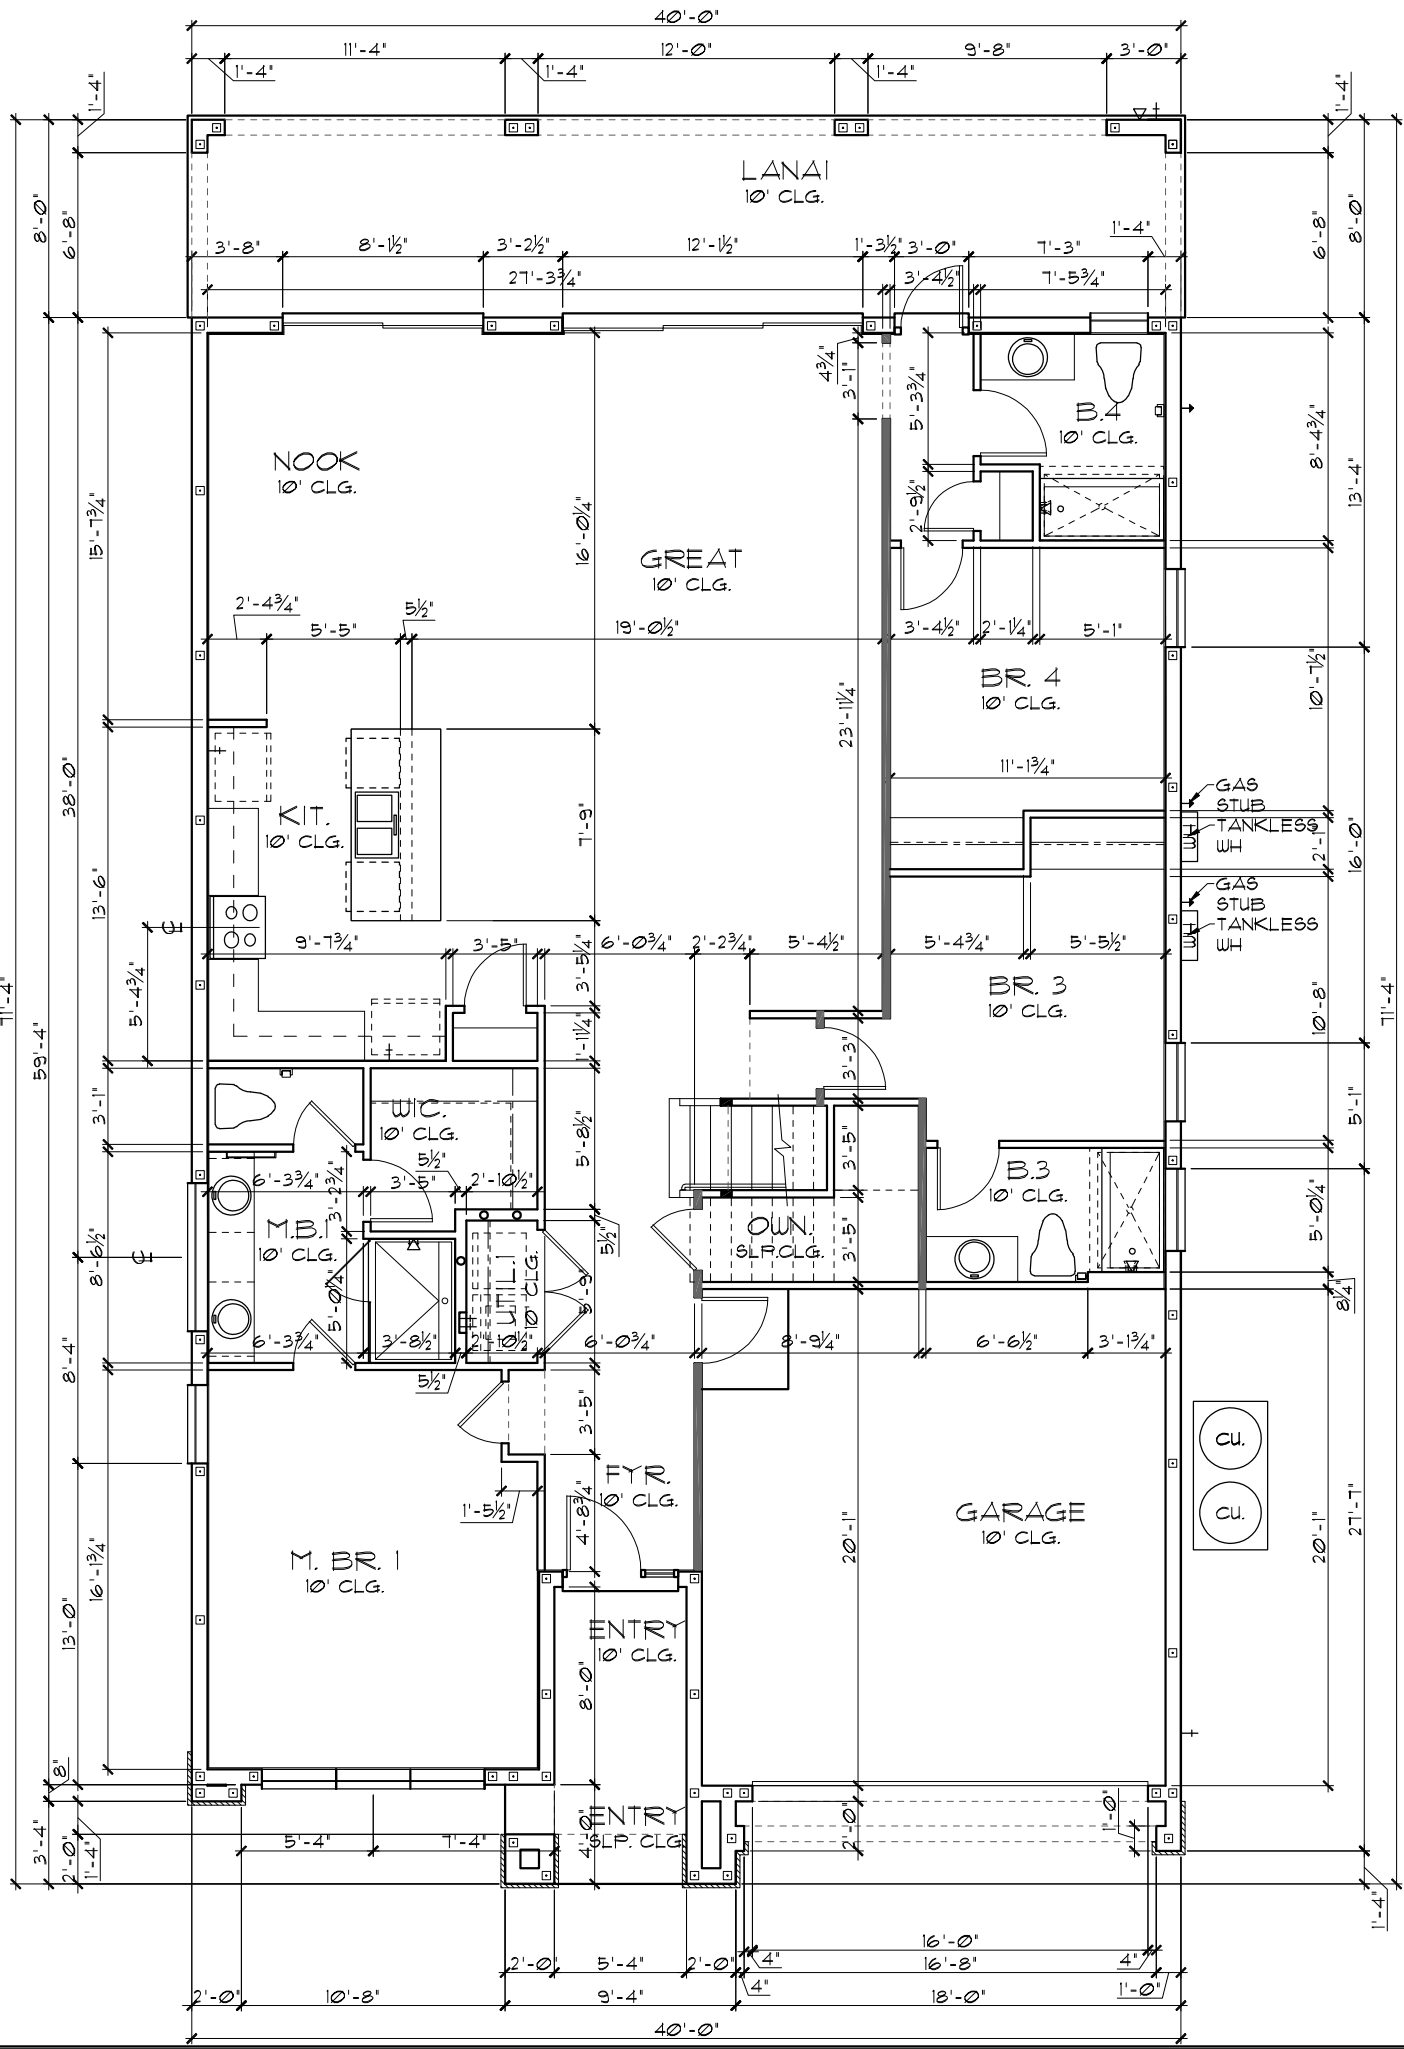 40'-0"
11'-4"
12'-0"
9'-8"
3'-0"
1'-4"
1'-4"
1'-4"
1'-4"
1'-4"
LANAI
10' CLG.
8'-0"
6'-8"
6'-8"
8'-0"
1'-4"
3'-8"
8'-1½"
3'-2½"
12'-1½"
1'-3½"
3'-0"
7'-3"
27'-3¾"
3'-4½"
7'-5¾"
4¾"
3'-1"
5'-3¾"
B.4
10' CLG.
8'-4¾"
13'-4"
NOOK
10' CLG.
15'-7¾"
16'-0¼"
2'-9½"
GREAT
10' CLG.
2'-4¾"
5'-5"
5½"
19'-0½"
3'-4½"
2'-1¼"
5'-1"
BR. 4
10' CLG.
10'-7½"
23'-11¼"
11'-1¾"
38'-0"
KIT.
10' CLG.
7'-9"
GAS
STUB
TANKLESS
WH
2'-1"
16'-0"
13'-6"
GAS
STUB
TANKLESS
WH
9'-7¾"
3'-5"
6'-0¾"
2'-2¾"
5'-4½"
5'-4¾"
5'-5½"
5'-4¾"
3'-5¼"
BR. 3
10' CLG.
10'-8"
71'-4"
71'-4"
59'-4"
1'-11¼"
3'-3"
3'-1"
W.I.C.
10' CLG.
5'-8½"
5'-1"
5½"
3'-5"
6'-3¾"
3'-2¾"
3'-5"
2'-10½"
B.3
10' CLG.
M.B.1
10' CLG.
8'-6½"
5½"
UTIL.
10' CLG.
OWN.
SLP.CLG.
3'-5"
5'-0¼"
5'-0¼"
5'-9"
8¼"
6'-3¾"
3'-8½"
2'-10½"
6'-0¾"
8'-9¼"
6'-6½"
3'-1¾"
8'-4"
5½"
3'-5"
CU.
CU.
FYR.
10' CLG.
1'-5½"
4'-8¾"
GARAGE
10' CLG.
20'-1"
20'-1"
27'-7"
M. BR. 1
10' CLG.
16'-1¾"
13'-0"
ENTRY
10' CLG.
8'-0"
8"
ENTRY
SLP. CLG.
4'-0"
2'-0"
1'-0"
3'-4"
2'-0"
1'-4"
5'-4"
7'-4"
1'-4"
16'-0"
2'-0"
5'-4"
2'-0"
4"
16'-8"
4"
4"
1'-0"
2'-0"
10'-8"
9'-4"
18'-0"
40'-0"